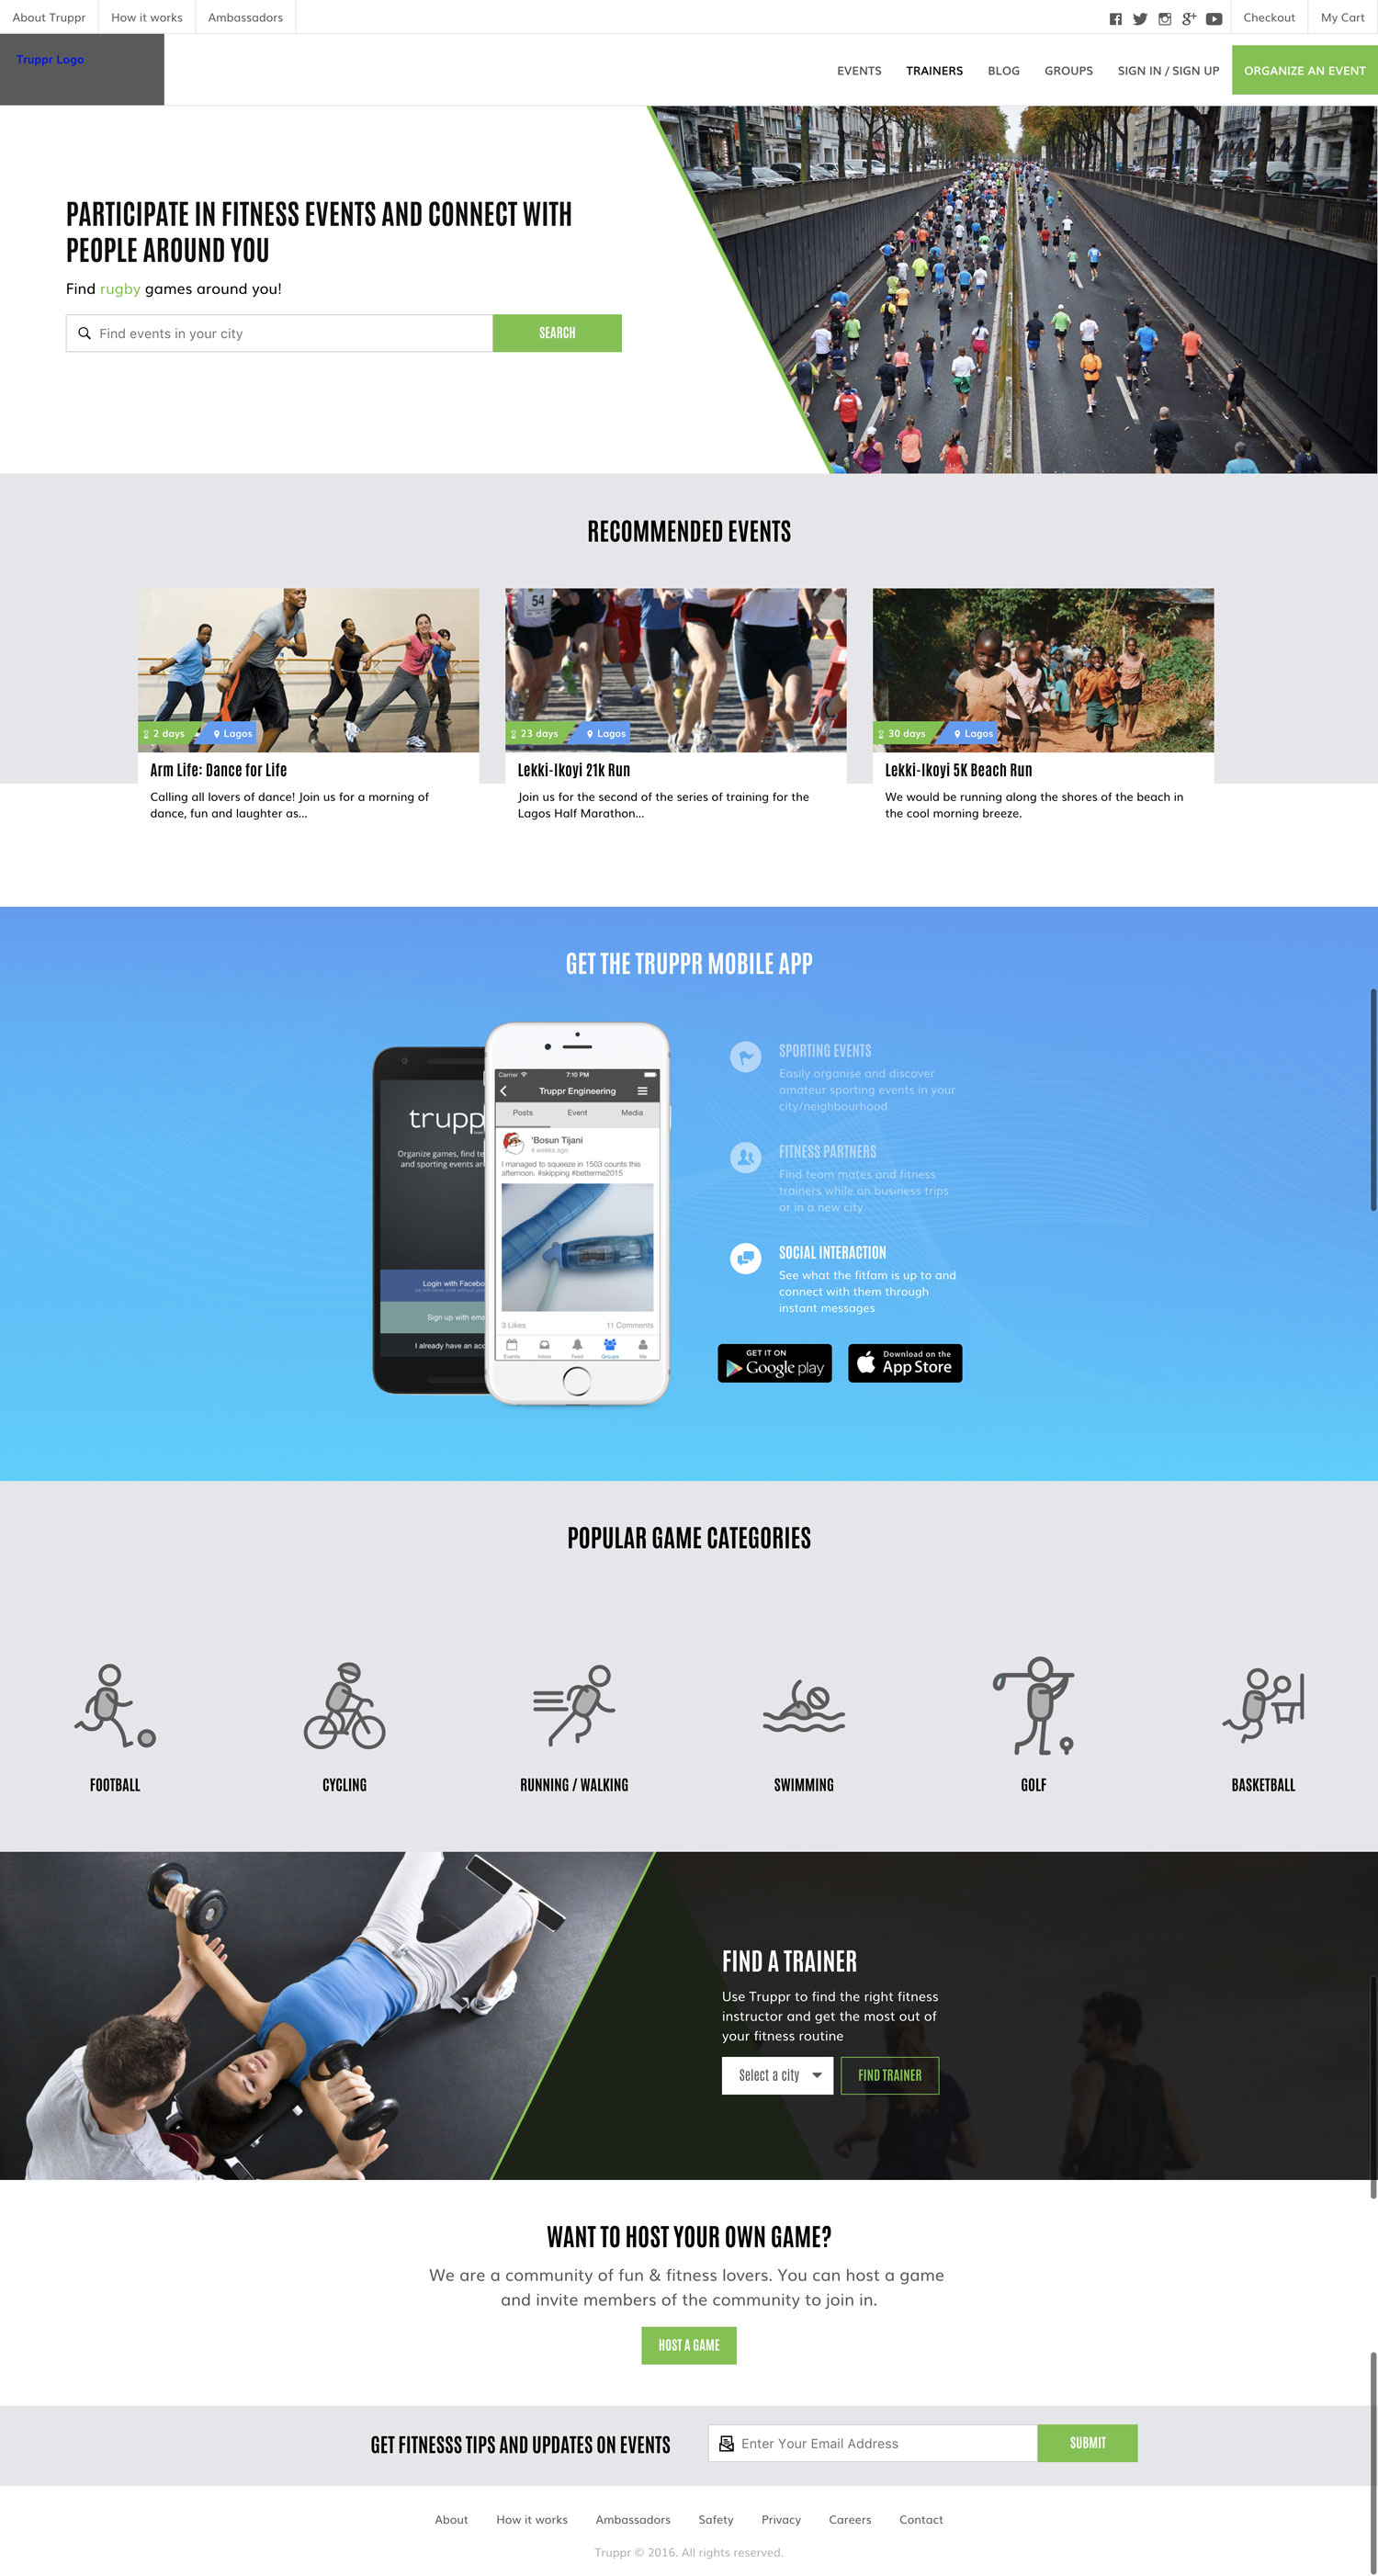 About Truppr
How it works
Ambassadors
Checkout
My Cart
Truppr Logo
EVENTS
TRAINERS
BLOG
GROUPS
SIGN IN / SIGN UP
ORGANIZE AN EVENT
PARTICIPATE IN FITNESS EVENTS AND CONNECT WITH
PEOPLE AROUND YOU
Find rugby games around you!
Find events in your city
SEARCH
RECOMMENDED EVENTS
54
2 days
Lagos
Arm Life: Dance for Life
Calling all lovers of dance! Join us for a morning of
dance, fun and laughter as...
23 days
Lagos
Lekki-Ikoyi 21k Run
Join us for the second of the series of training for the
Lagos Half Marathon...
30 days
Lagos
Lekki-Ikoyi 5K Beach Run
We would be running along the shores of the beach in
the cool morning breeze.
GET THE TRUPPR MOBILE APP
truppr
Organize games, find te
and sporting events ar
Login with Facebo
Sign up with ema
I already have an acc
Carrier
7:10 PM
Truppr Engineering
Posts
Event
Media
'Bosun Tijani
4 weeks ago
I managed to squeeze in 1503 counts this
afternoon. #skipping #betterme2015
3 Likes
11 Comments
Events
Inbox
Feed
Groups
Me
SPORTING EVENTS
Easily organise and discover
amateur sporting events in your
city/neighbourhood
FITNESS PARTNERS
Find team mates and fitness
trainers while on business trips
or in a new city
SOCIAL INTERACTION
See what the fitfam is up to and
connect with them through
instant messages
GET IT ON
Google play
Download on the
App Store
POPULAR GAME CATEGORIES
FOOTBALL
CYCLING
RUNNING / WALKING
SWIMMING
GOLF
BASKETBALL
FIND A TRAINER
Use Truppr to find the right fitness
instructor and get the most out of
your fitness routine
Select a city
FIND TRAINER
WANT TO HOST YOUR OWN GAME?
We are a community of fun & fitness lovers. You can host a game
and invite members of the community to join in.
HOST A GAME
GET FITNESSS TIPS AND UPDATES ON EVENTS
Enter Your Email Address
SUBMIT
About
How it works
Ambassadors
Safety
Privacy
Careers
Contact
Truppr © 2016. All rights reserved.